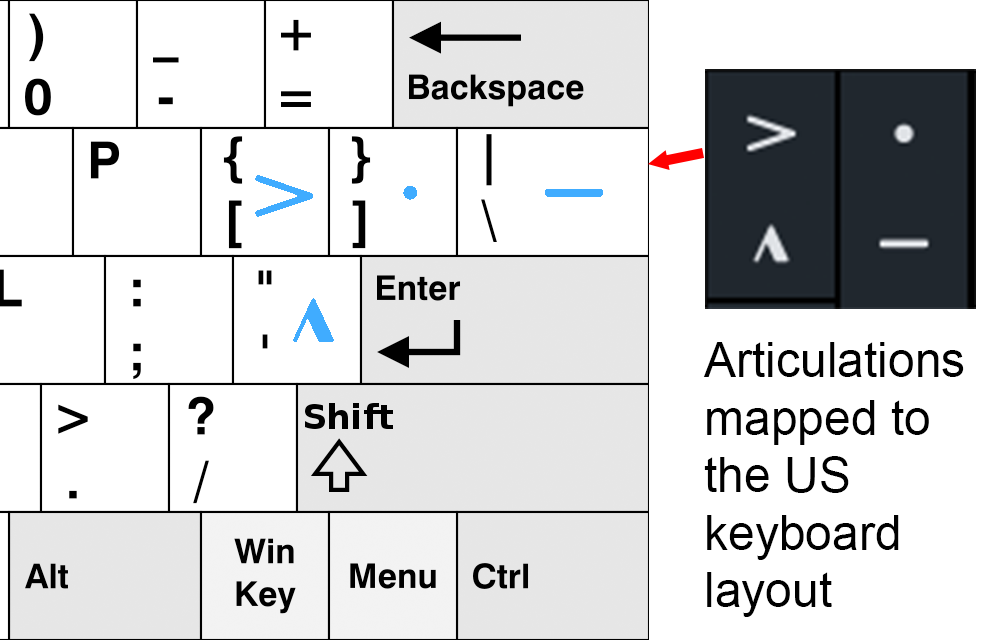 ) _ +
0 - = Backspace
P { } |
[ > ] • — \
> •
^ —
L : " Enter
; ' ^
> ? Shift
. /
Alt Win Key Menu Ctrl
Articulations
mapped to
the US
keyboard
layout